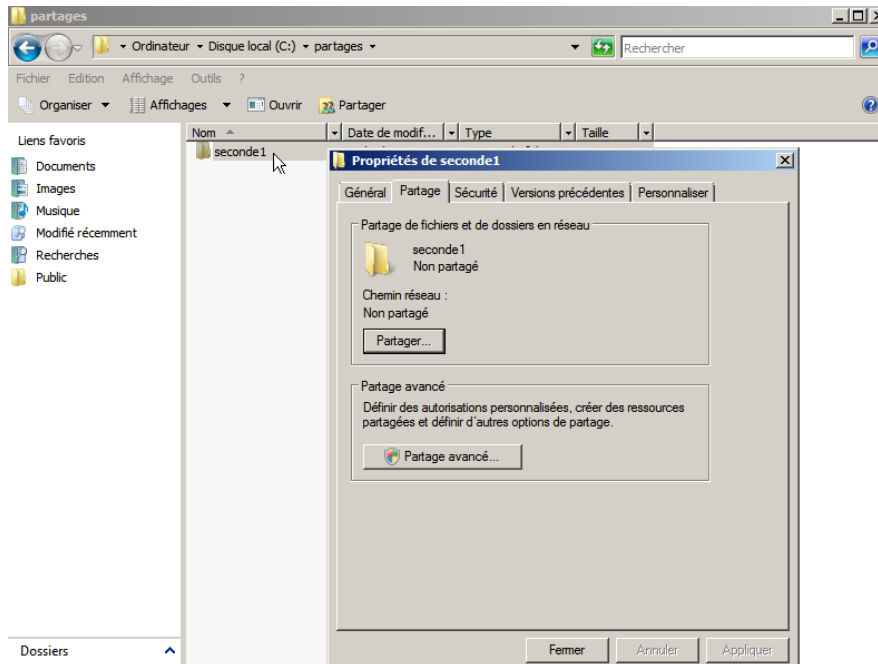 partages
Ordinateur Disque local (C:) partages
Rechercher
Fichier Edition Affichage Outils ?
Organiser Affichages Ouvrir Partager
Liens favoris
Documents
Images
Musique
Modifié récemment
Recherches
Public
Dossiers
Nom Date de modif... Type Taille
seconde1
Propriétés de seconde1
Général Partage Sécurité Versions précédentes Personnaliser
Partage de fichiers et de dossiers en réseau
seconde1
Non partagé
Chemin réseau :
Non partagé
Partager...
Partage avancé
Définir des autorisations personnalisées, créer des ressources
partagées et définir d'autres options de partage.
Partage avancé...
Fermer Annuler Appliquer